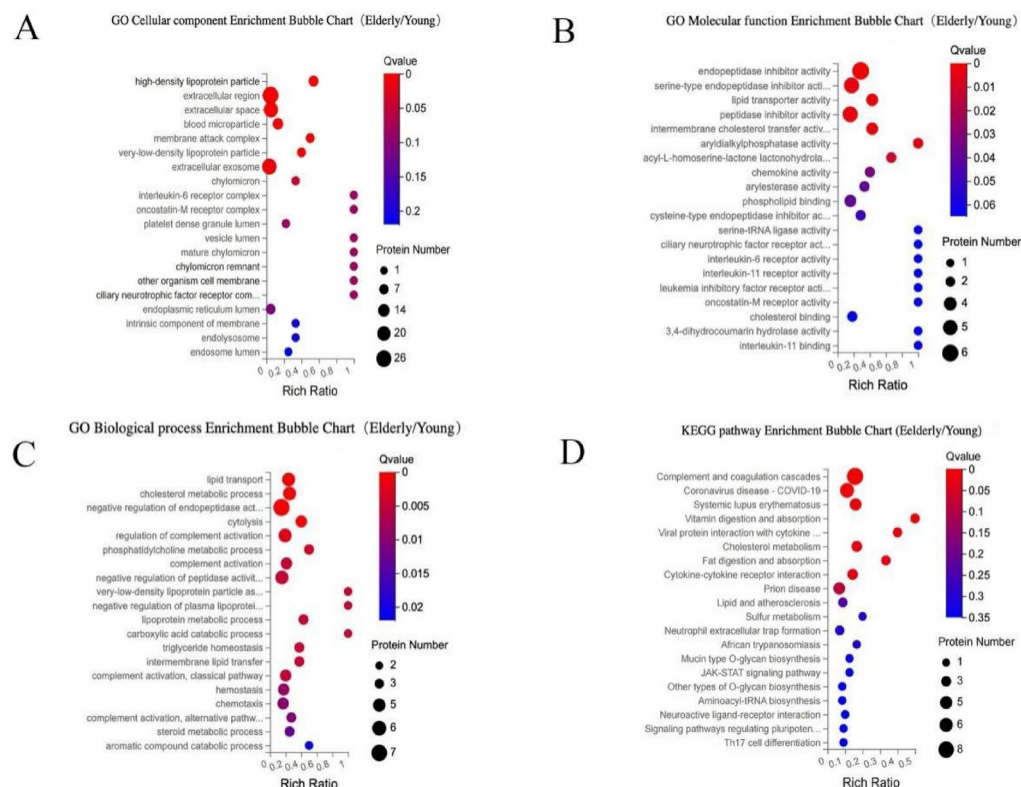 A
GO Cellular component Enrichment Bubble Chart（Elderly/Young）
high-density lipoprotein particle
extracellular region
extracellular space
blood microparticle
membrane attack complex
very-low-density lipoprotein particle
extracellular exosome
chylomicron
interleukin-6 receptor complex
oncostatin-M receptor complex
platelet dense granule lumen
vesicle lumen
mature chylomicron
chylomicron remnant
other organism cell membrane
ciliary neurotrophic factor receptor com...
endoplasmic reticulum lumen
intrinsic component of membrane
endolysosome
endosome lumen
0 0.2 0.4 0.6 0.8 1
Rich Ratio
Qvalue
0
0.05
0.1
0.15
0.2
Protein Number
1
7
14
20
26
B
GO Molecular function Enrichment Bubble Chart（Elderly/Young）
endopeptidase inhibitor activity
serine-type endopeptidase inhibitor acti...
lipid transporter activity
peptidase inhibitor activity
intermembrane cholesterol transfer activ...
aryldialkylphosphatase activity
acyl-L-homoserine-lactone lactonohydrola...
chemokine activity
arylesterase activity
phospholipid binding
cysteine-type endopeptidase inhibitor ac...
serine-tRNA ligase activity
ciliary neurotrophic factor receptor act...
interleukin-6 receptor activity
interleukin-11 receptor activity
leukemia inhibitory factor receptor acti...
oncostatin-M receptor activity
cholesterol binding
3,4-dihydrocoumarin hydrolase activity
interleukin-11 binding
0 0.2 0.4 0.6 0.8 1
Rich Ratio
Qvalue
0
0.01
0.02
0.03
0.04
0.05
0.06
Protein Number
1
2
4
5
6
C
GO Biological process Enrichment Bubble Chart（Elderly/Young）
lipid transport
cholesterol metabolic process
negative regulation of endopeptidase act...
cytolysis
regulation of complement activation
phosphatidylcholine metabolic process
complement activation
negative regulation of peptidase activit...
very-low-density lipoprotein particle as...
negative regulation of plasma lipoprotei...
lipoprotein metabolic process
carboxylic acid catabolic process
triglyceride homeostasis
intermembrane lipid transfer
complement activation, classical pathway
hemostasis
chemotaxis
complement activation, alternative pathw...
steroid metabolic process
aromatic compound catabolic process
0 0.2 0.4 0.6 0.8 1
Rich Ratio
Qvalue
0
0.005
0.01
0.015
0.02
Protein Number
2
3
5
6
7
D
KEGG pathway Enrichment Bubble Chart (Eelderly/Young)
Complement and coagulation cascades
Coronavirus disease - COVID-19
Systemic lupus erythematosus
Vitamin digestion and absorption
Viral protein interaction with cytokine ...
Cholesterol metabolism
Fat digestion and absorption
Cytokine-cytokine receptor interaction
Prion disease
Lipid and atherosclerosis
Sulfur metabolism
Neutrophil extracellular trap formation
African trypanosomiasis
Mucin type O-glycan biosynthesis
JAK-STAT signaling pathway
Other types of O-glycan biosynthesis
Aminoacyl-tRNA biosynthesis
Neuroactive ligand-receptor interaction
Signaling pathways regulating pluripoten...
Th17 cell differentiation
0 0.1 0.2 0.3 0.4 0.5
Rich Ratio
Qvalue
0
0.05
0.1
0.15
0.2
0.25
0.3
0.35
Protein Number
1
3
5
6
8